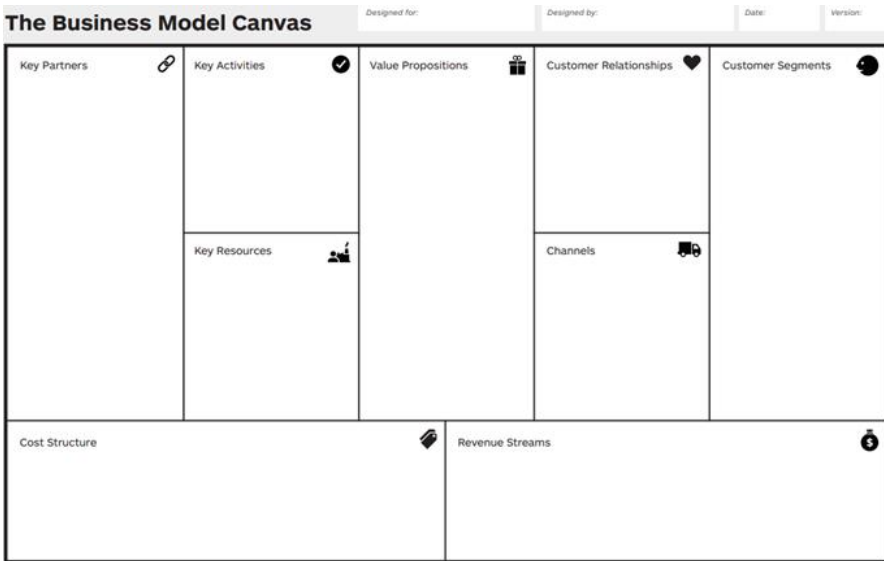 The Business Model Canvas
Designed for:
Designed by:
Date:
Version:
Key Partners
Key Activities
Value Propositions
Customer Relationships
Customer Segments
Key Resources
Channels
Cost Structure
Revenue Streams
$